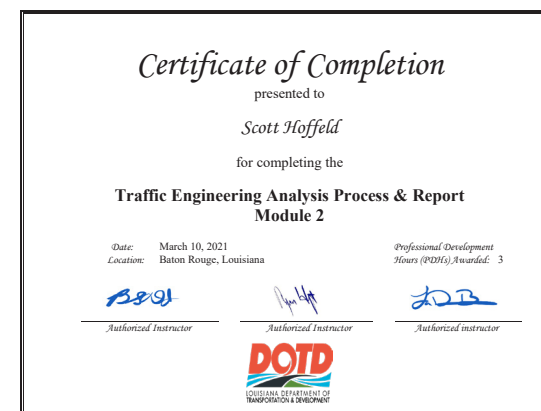 Certificate of Completion
presented to
Scott Hoffeld
for completing the
Traffic Engineering Analysis Process & Report
Module 2
Date: March 10, 2021
Location: Baton Rouge, Louisiana
Professional Development
Hours (PDHs) Awarded: 3
Authorized Instructor
Authorized Instructor
Authorized instructor
DOTD
LOUISIANA DEPARTMENT OF
TRANSPORTATION & DEVELOPMENT